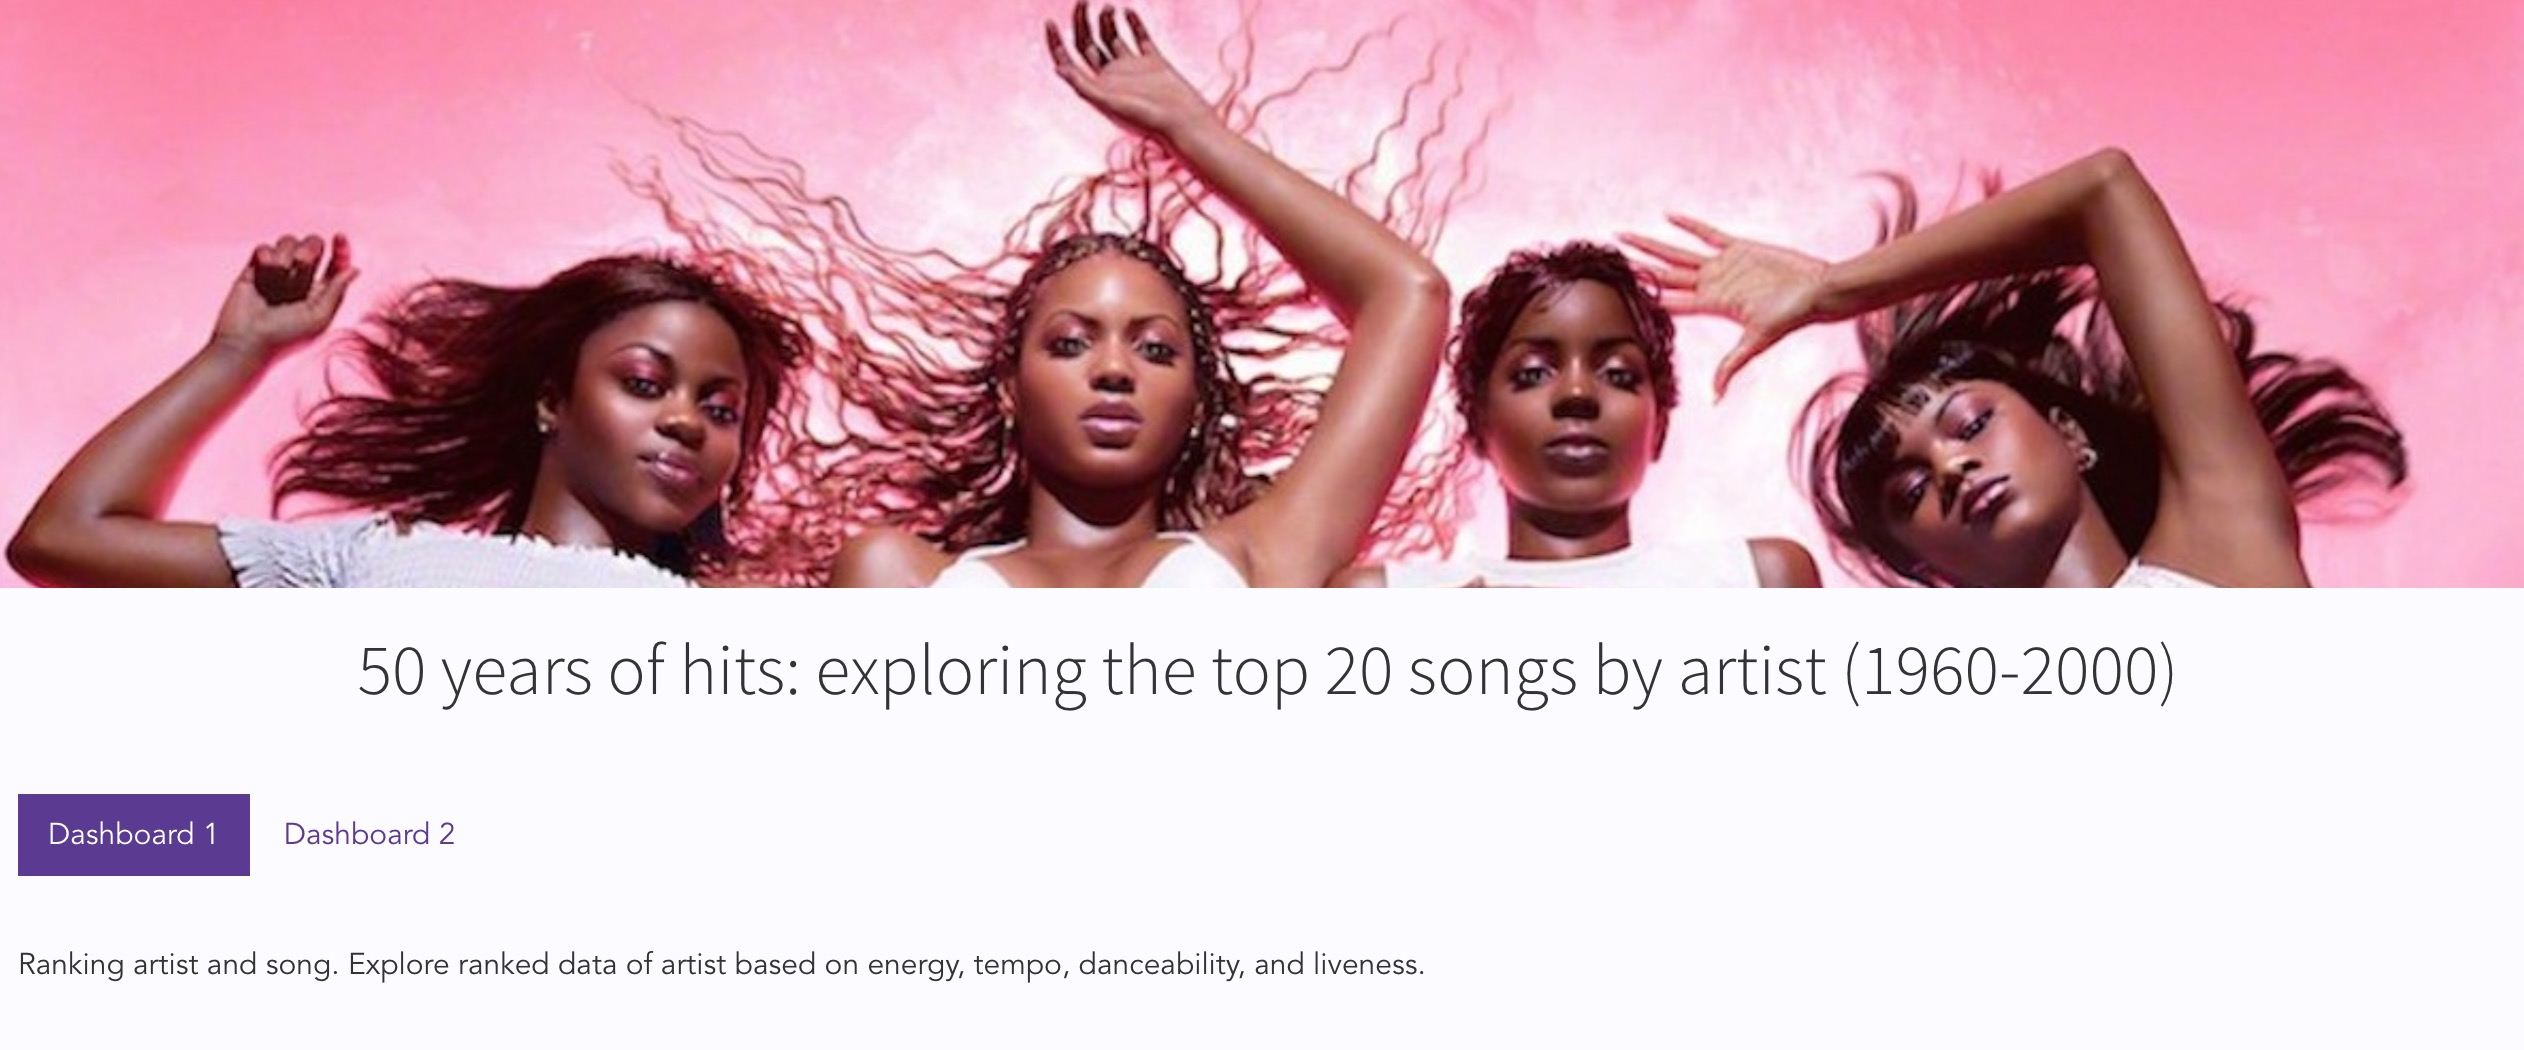 50 years of hits: exploring the top 20 songs by artist (1960-2000)
Dashboard 1
Dashboard 2
Ranking artist and song. Explore ranked data of artist based on energy, tempo, danceability, and liveness.